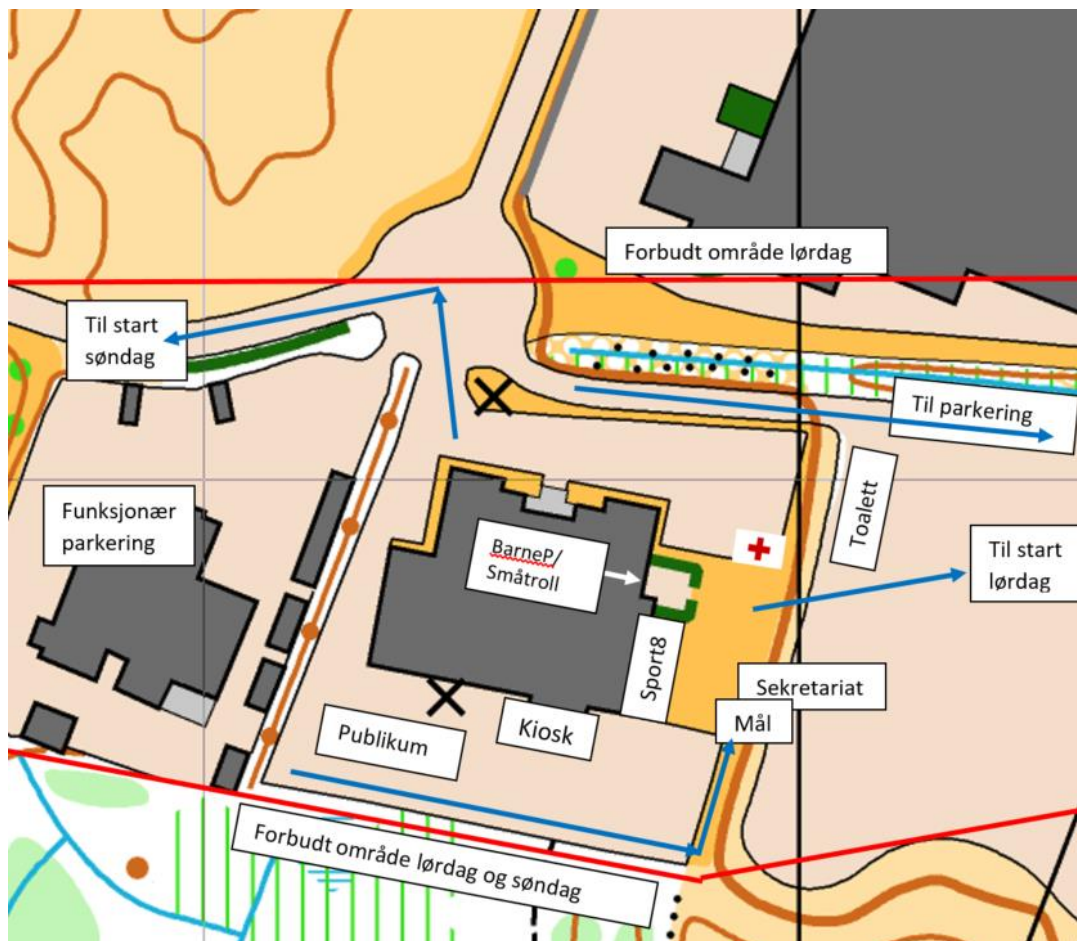 Forbudt område lørdag
Til start
søndag
Til parkering
Funksjonær
parkering
BarneP/
Småtroll
Toalett
Til start
lørdag
Sport8
Sekretariat
Mål
Kiosk
Publikum
Forbudt område lørdag og søndag